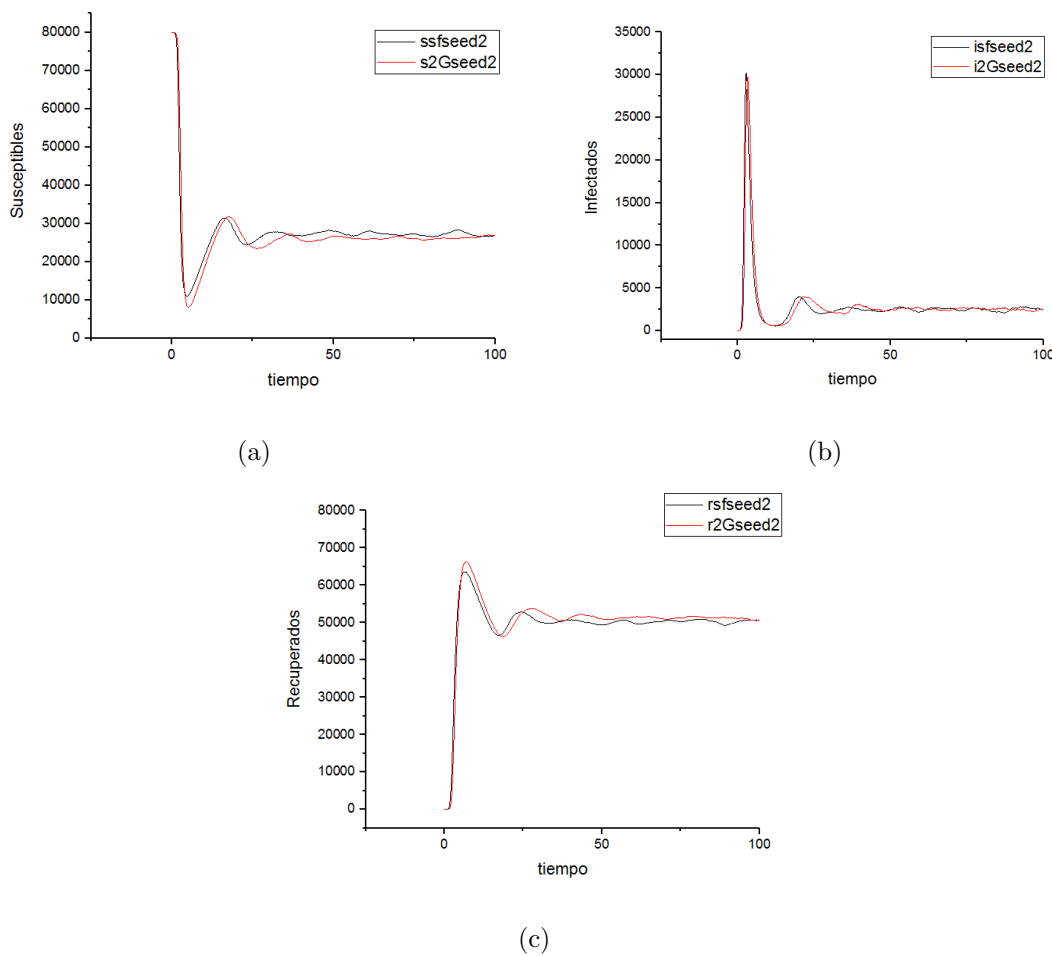 80000
70000
60000
50000
40000
30000
20000
10000
0
Susceptibles
ssfseed2
s2Gseed2
0
50
100
tiempo
(a)
35000
30000
25000
20000
15000
10000
5000
0
Infectados
isfseed2
i2Gseed2
0
50
100
tiempo
(b)
80000
70000
60000
50000
40000
30000
20000
10000
0
Recuperados
rsfseed2
r2Gseed2
0
50
100
tiempo
(c)